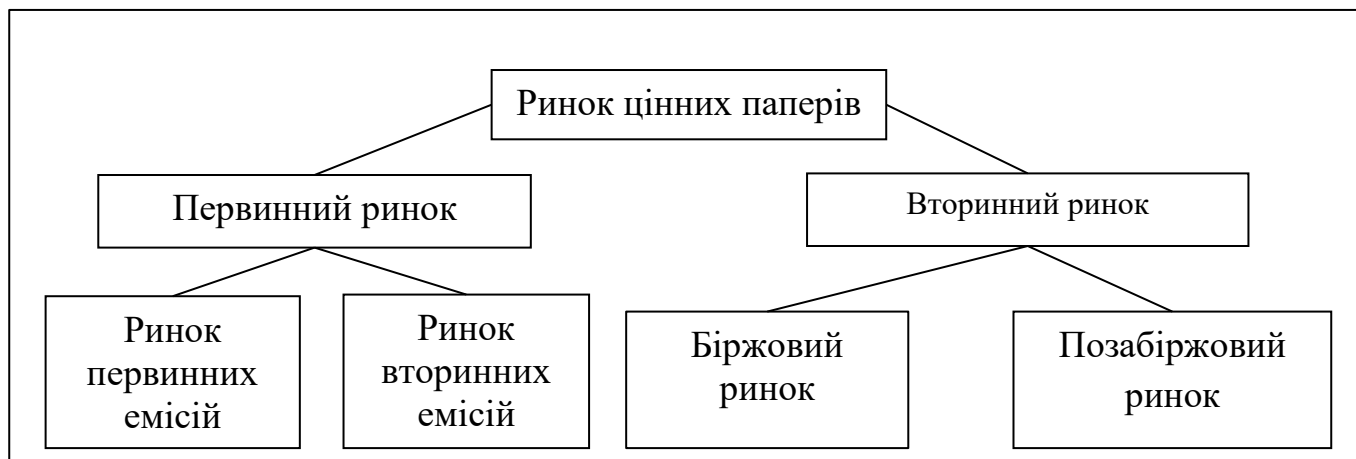 Ринок цінних паперів
Первинний ринок
Вторинний ринок
Ринок
первинних
емісій
Ринок
вторинних
емісій
Біржовий
ринок
Позабіржовий
ринок